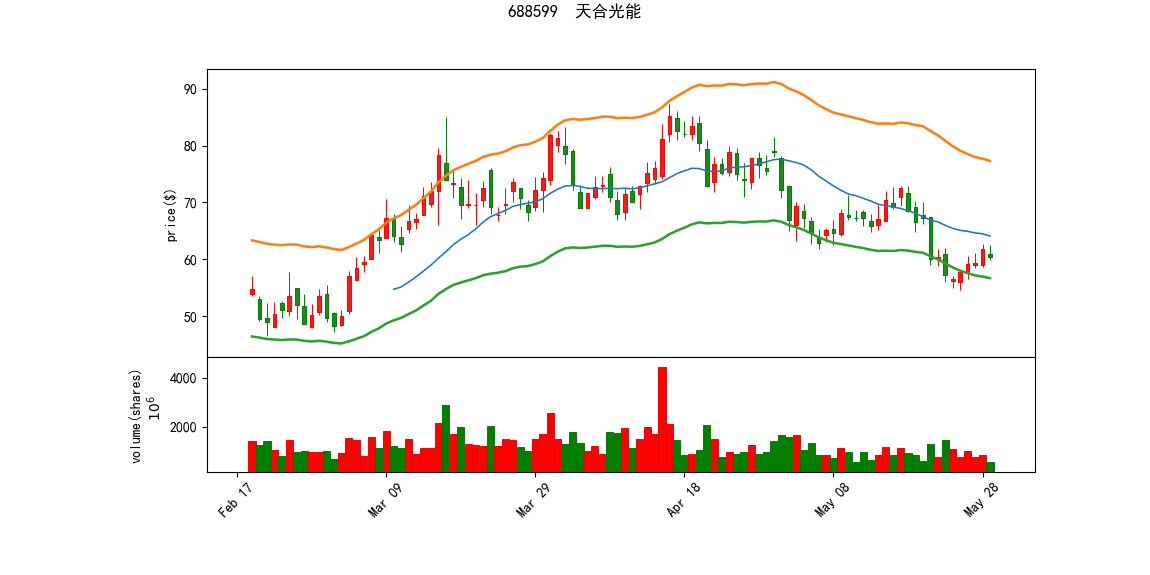 688599  天合光能
price($)
90
80
70
60
50
volume(shares)
10^6
4000
2000
Feb 17
Mar 09
Mar 29
Apr 18
May 08
May 28